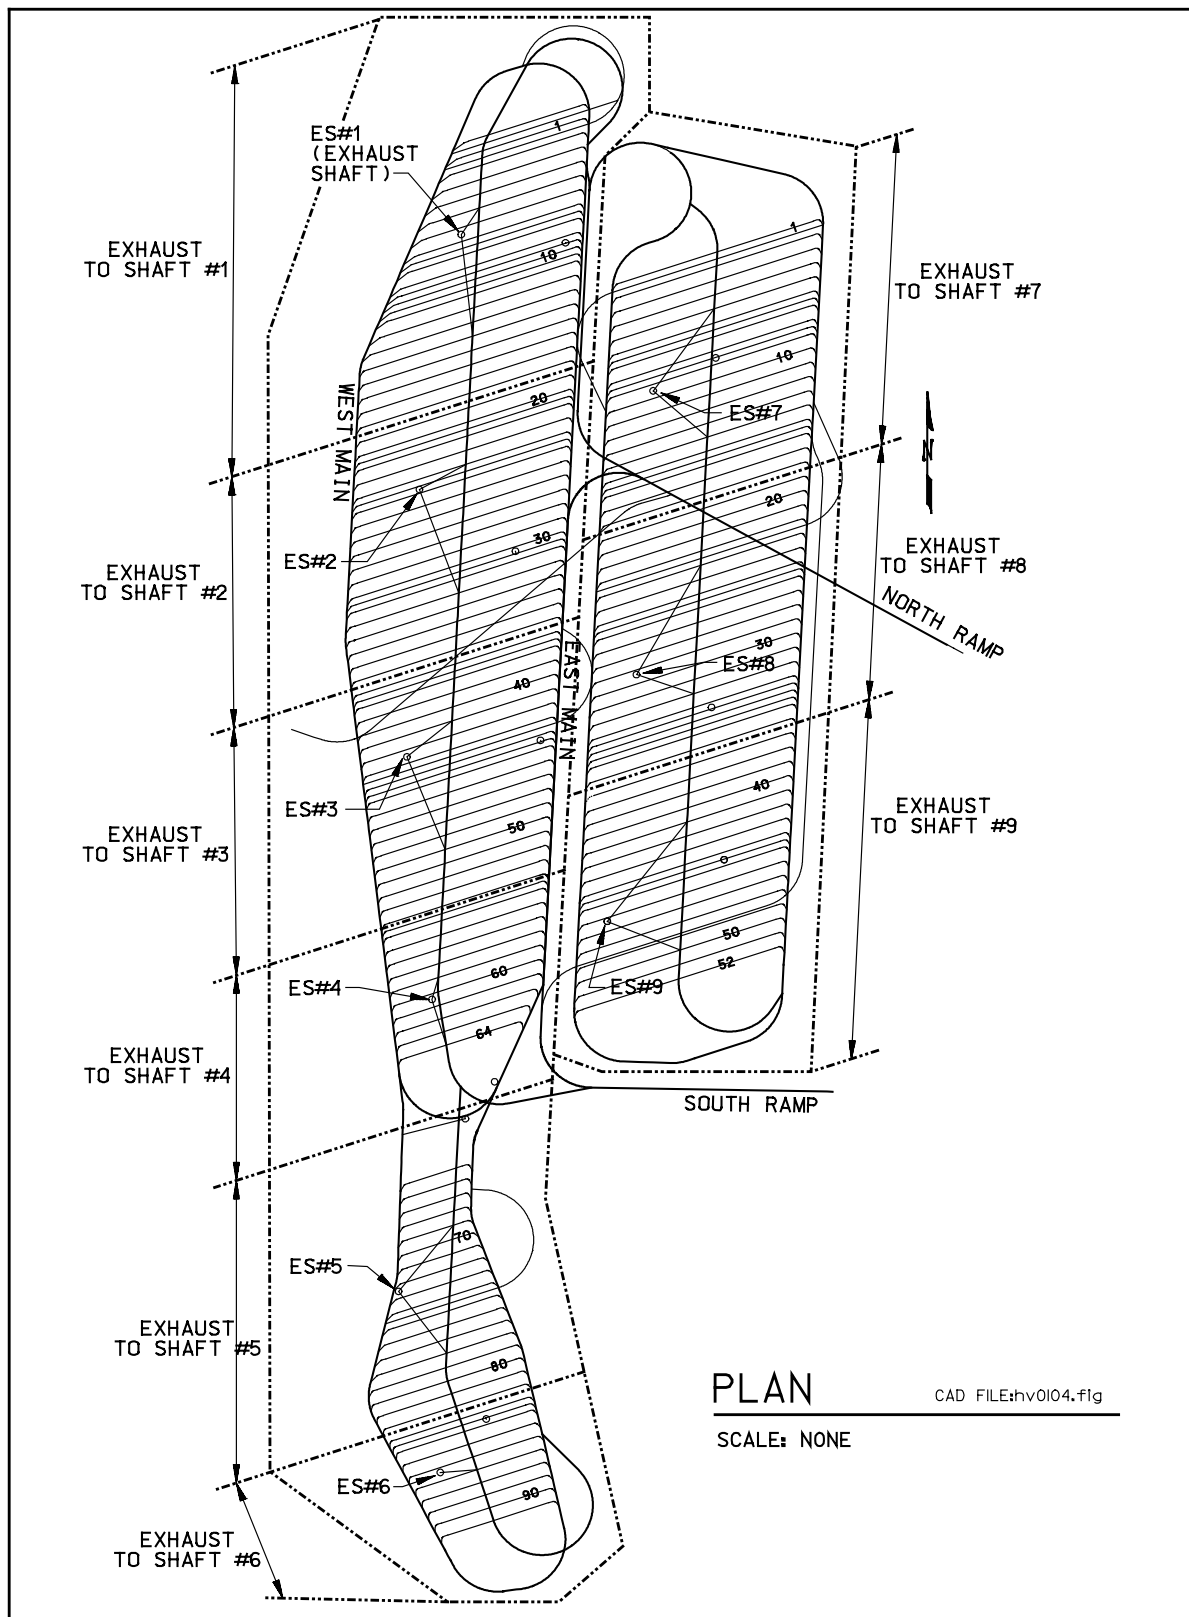 ES#1
(EXHAUST
SHAFT)
1
EXHAUST
TO SHAFT #1
10
WEST MAIN
20
ES#2
30
EXHAUST
TO SHAFT #2
EAST MAIN
40
ES#3
50
EXHAUST
TO SHAFT #3
60
ES#4
64
EXHAUST
TO SHAFT #4
70
ES#5
EXHAUST
TO SHAFT #5
80
ES#6
90
EXHAUST
TO SHAFT #6
1
EXHAUST
TO SHAFT #7
10
ES#7
N
20
EXHAUST
TO SHAFT #8
NORTH RAMP
30
ES#8
40
EXHAUST
TO SHAFT #9
50
52
ES#9
SOUTH RAMP
PLAN
CAD FILE:hv0104.fig
SCALE: NONE